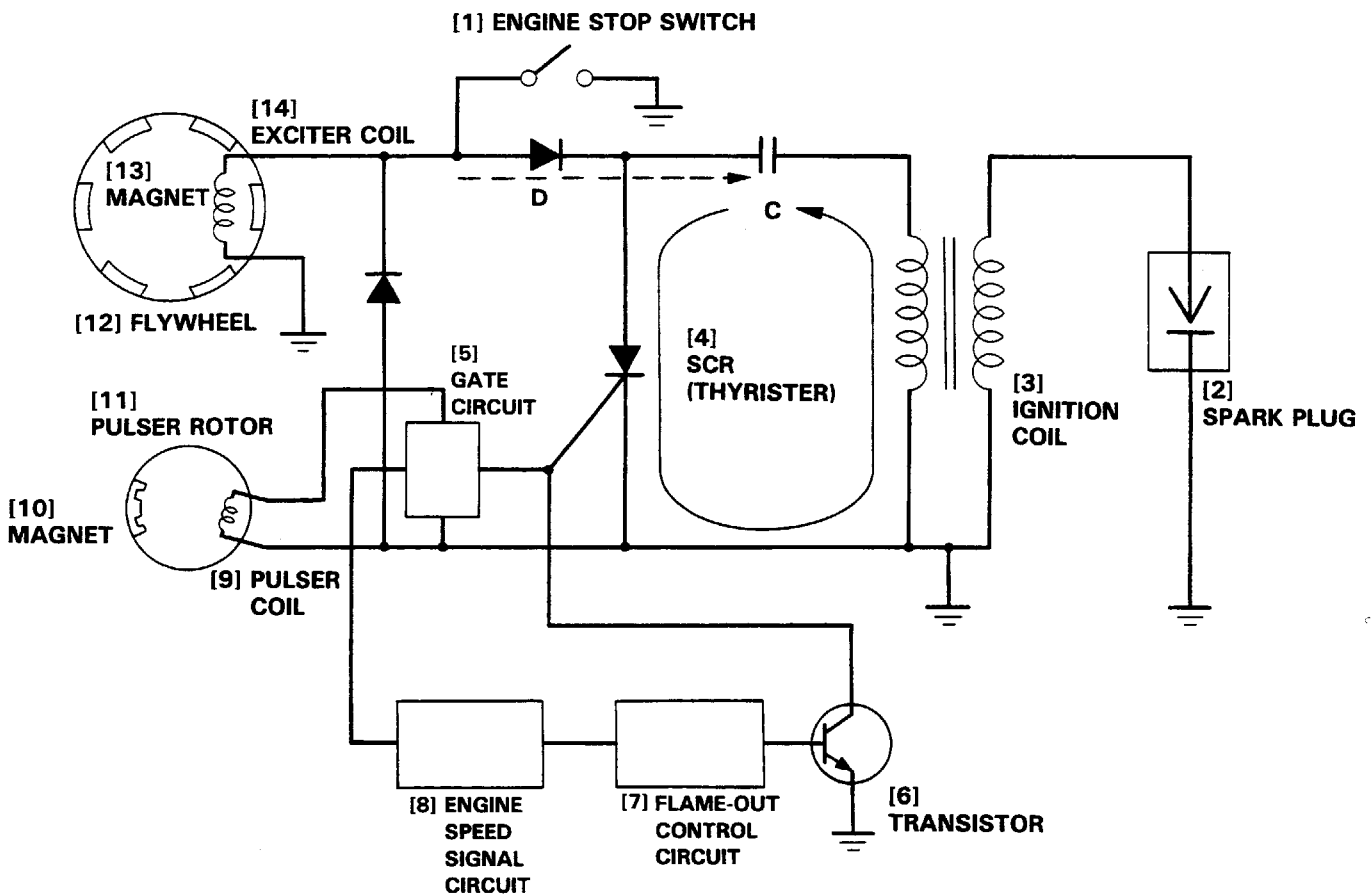 [1] ENGINE STOP SWITCH
[14]
EXCITER COIL
[13]
MAGNET
D
C
[12] FLYWHEEL
[4]
SCR
(THYRISTER)
[5]
GATE
CIRCUIT
[3]
IGNITION
COIL
[2]
SPARK PLUG
[11]
PULSER ROTOR
[10]
MAGNET
[9] PULSER
COIL
[8] ENGINE
SPEED
SIGNAL
CIRCUIT
[7] FLAME-OUT
CONTROL
CIRCUIT
[6]
TRANSISTOR